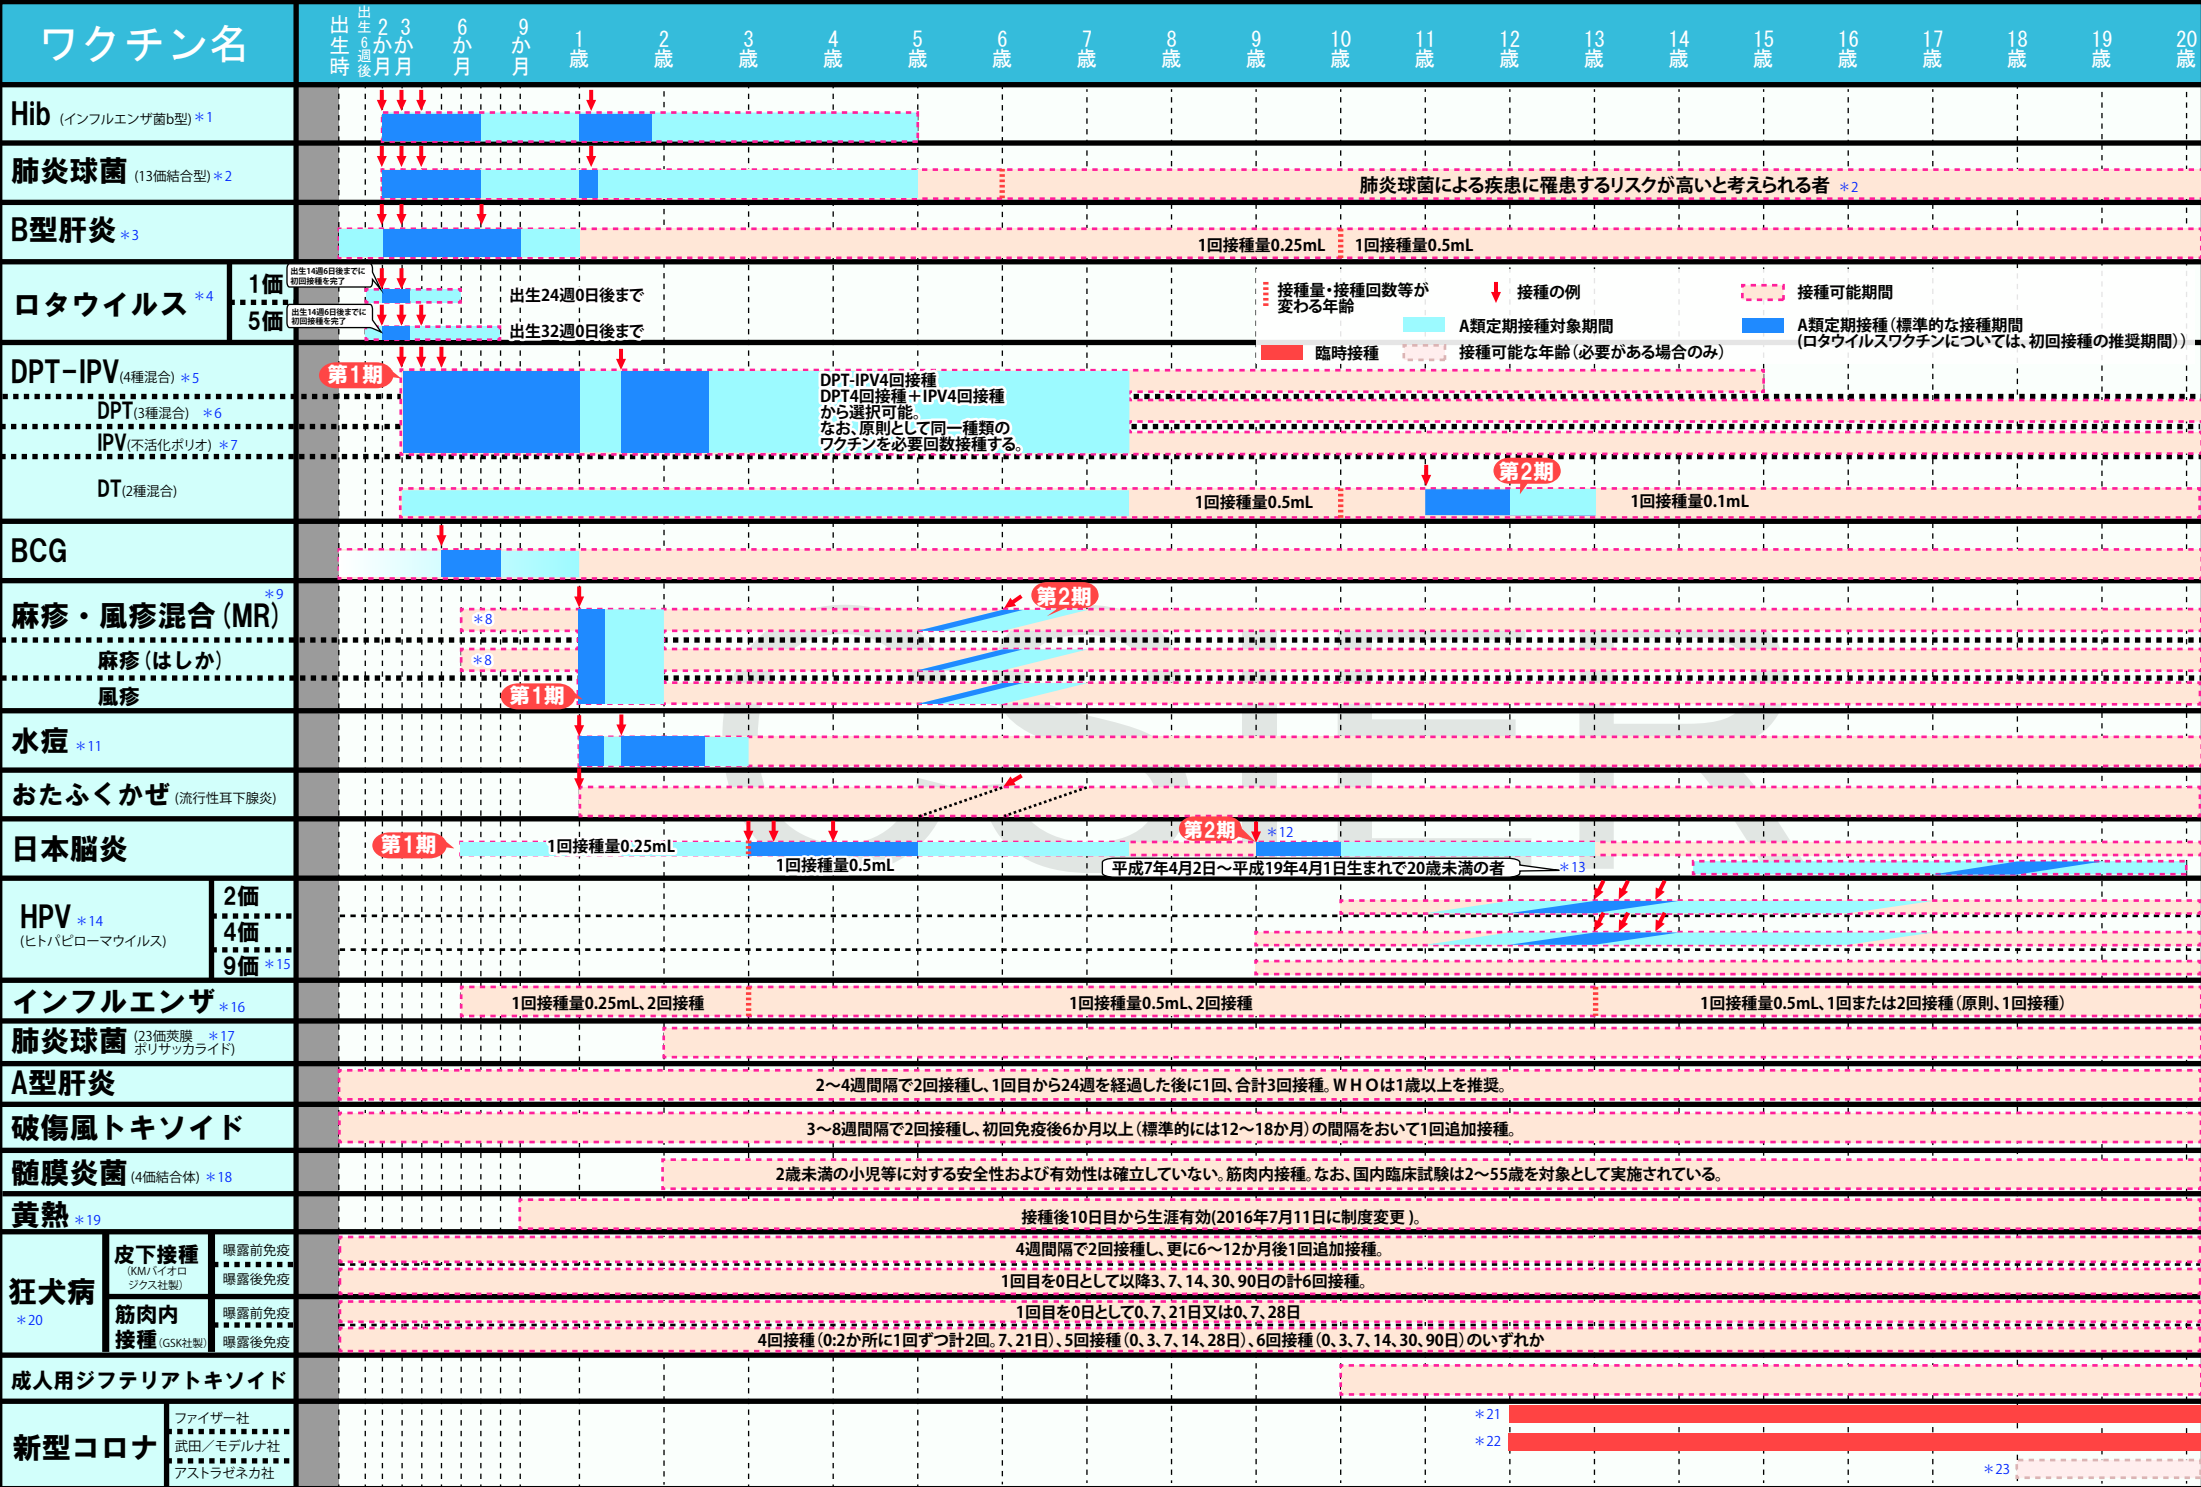 ワクチン名
出生時
出生6週後
2か月
3か月
6か月
9か月
1歳
2歳
3歳
4歳
5歳
6歳
7歳
8歳
9歳
10歳
11歳
12歳
13歳
14歳
15歳
16歳
17歳
18歳
19歳
20歳
Hib (インフルエンザ菌b型)＊1
肺炎球菌 (13価結合型)＊2
肺炎球菌による疾患に罹患するリスクが高いと考えられる者 ＊2
B型肝炎＊3
1回接種量0.25mL
1回接種量0.5mL
ロタウイルス ＊4
1価
出生14週6日後までに
初回接種を完了
出生24週0日後まで
5価
出生14週6日後までに
初回接種を完了
出生32週0日後まで
接種量・接種回数等が
変わる年齢
接種の例
接種可能期間
A類定期接種対象期間
A類定期接種（標準的な接種期間
(ロタウイルスワクチンについては、初回接種の推奨期間)）
臨時接種
接種可能な年齢（必要がある場合のみ）
DPT-IPV(4種混合) ＊5
第1期
DPT(3種混合) ＊6
IPV(不活化ポリオ) ＊7
DPT-IPV4回接種
DPT4回接種＋IPV4回接種
から選択可能。
なお、原則として同一種類の
ワクチンを必要回数接種する。
DT(2種混合)
1回接種量0.5mL
第2期
1回接種量0.1mL
BCG
麻疹・風疹混合（MR）＊9
＊8
第2期
麻疹（はしか）
＊8
風疹
第1期
水痘 ＊11
おたふくかぜ (流行性耳下腺炎)
日本脳炎
第1期
1回接種量0.25mL
1回接種量0.5mL
第2期
＊12
平成7年4月2日～平成19年4月1日生まれで20歳未満の者
＊13
HPV ＊14
(ヒトパピローマウイルス)
2価
4価
9価 ＊15
インフルエンザ ＊16
1回接種量0.25mL、2回接種
1回接種量0.5mL、2回接種
1回接種量0.5mL、1回または2回接種（原則、1回接種）
肺炎球菌 (23価莢膜 ＊17
ポリサッカライド)
A型肝炎
2～4週間隔で2回接種し、1回目から24週を経過した後に1回、合計3回接種。WHOは1歳以上を推奨。
破傷風トキソイド
3～8週間隔で2回接種し、初回免疫後6か月以上（標準的には12～18か月）の間隔をおいて1回追加接種。
髄膜炎菌 (4価結合体) ＊18
2歳未満の小児等に対する安全性および有効性は確立していない。筋肉内接種。なお、国内臨床試験は2～55歳を対象として実施されている。
黄熱 ＊19
接種後10日目から生涯有効(2016年7月11日に制度変更 )。
狂犬病
＊20
皮下接種
(KMバイオロ
ジクス社製)
曝露前免疫
4週間隔で2回接種し、更に6～12か月後1回追加接種。
曝露後免疫
1回目を0日として以降3、7、14、30、90日の計6回接種。
筋肉内
接種 (GSK社製)
曝露前免疫
1回目を0日として0、7、21日又は0、7、28日
曝露後免疫
4回接種（0:2か所に1回ずつ計2回。7、21日）、5回接種（0、3、7、14、28日）、6回接種（0、3、7、14、30、90日）のいずれか
成人用ジフテリアトキソイド
新型コロナ
ファイザー社
＊21
武田／モデルナ社
＊22
アストラゼネカ社
＊23